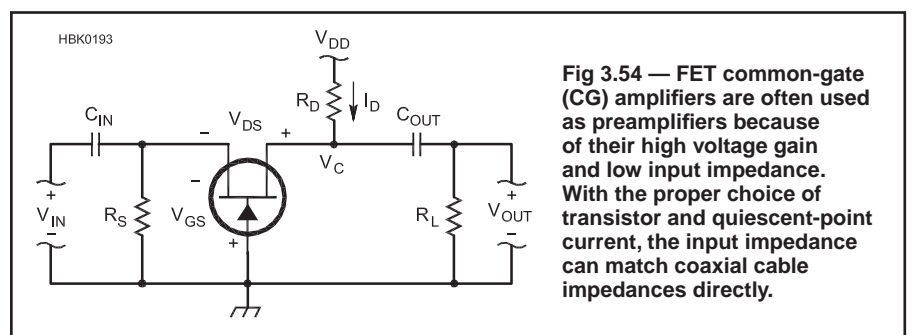 HBK0193
V_DD
R_D
I_D
C_IN
V_DS
C_OUT
− +
V_C
+
V_IN
−
R_S
−
V_GS
+
R_L
+
V_OUT
−
Fig 3.54 — FET common-gate
(CG) amplifiers are often used
as preamplifiers because
of their high voltage gain
and low input impedance.
With the proper choice of
transistor and quiescent-point
current, the input impedance
can match coaxial cable
impedances directly.